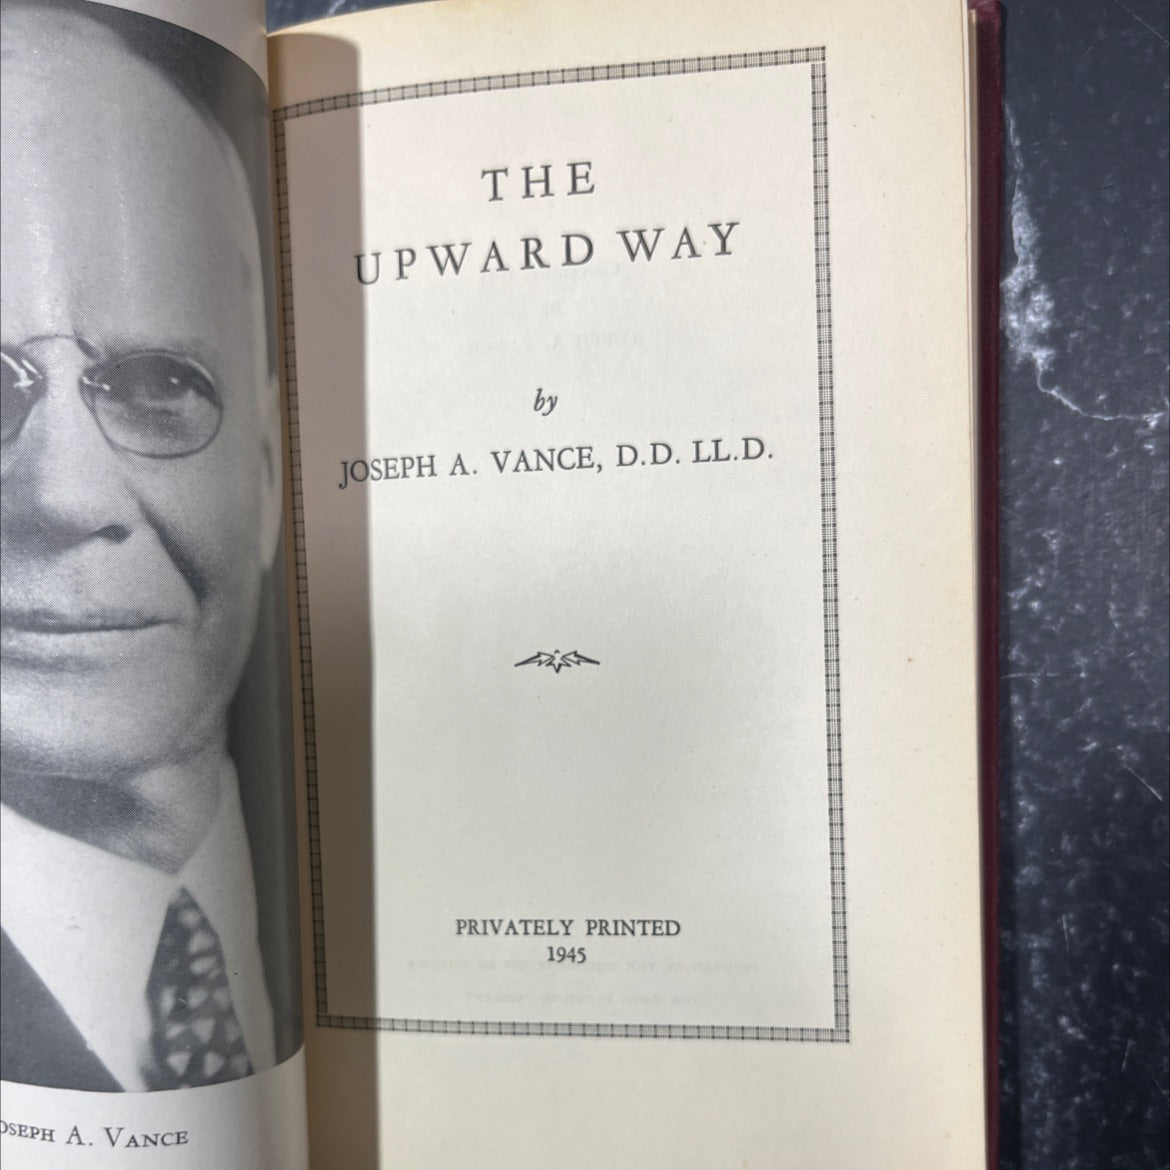 THE
UPWARD WAY
by
JOSEPH A. VANCE, D.D. LL.D.
PRIVATELY PRINTED
1945
OSEPH A. VANCE